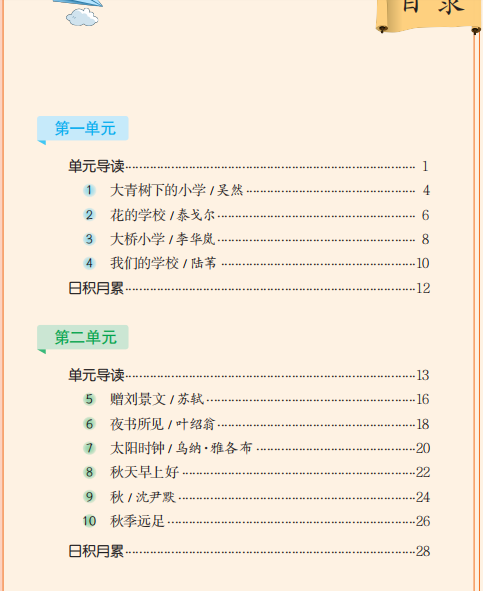 目录
第一单元
单元导读 1
1 大青树下的小学 / 吴然 4
2 花的学校 / 泰戈尔 6
3 大桥小学 / 李华岚 8
4 我们的学校 / 陆苇 10
日积月累 12
第二单元
单元导读 13
5 赠刘景文 / 苏轼 16
6 夜书所见 / 叶绍翁 18
7 太阳时钟 / 乌纳·雅各布 20
8 秋天早上好 22
9 秋 / 沈尹默 24
10 秋季远足 26
日积月累 28